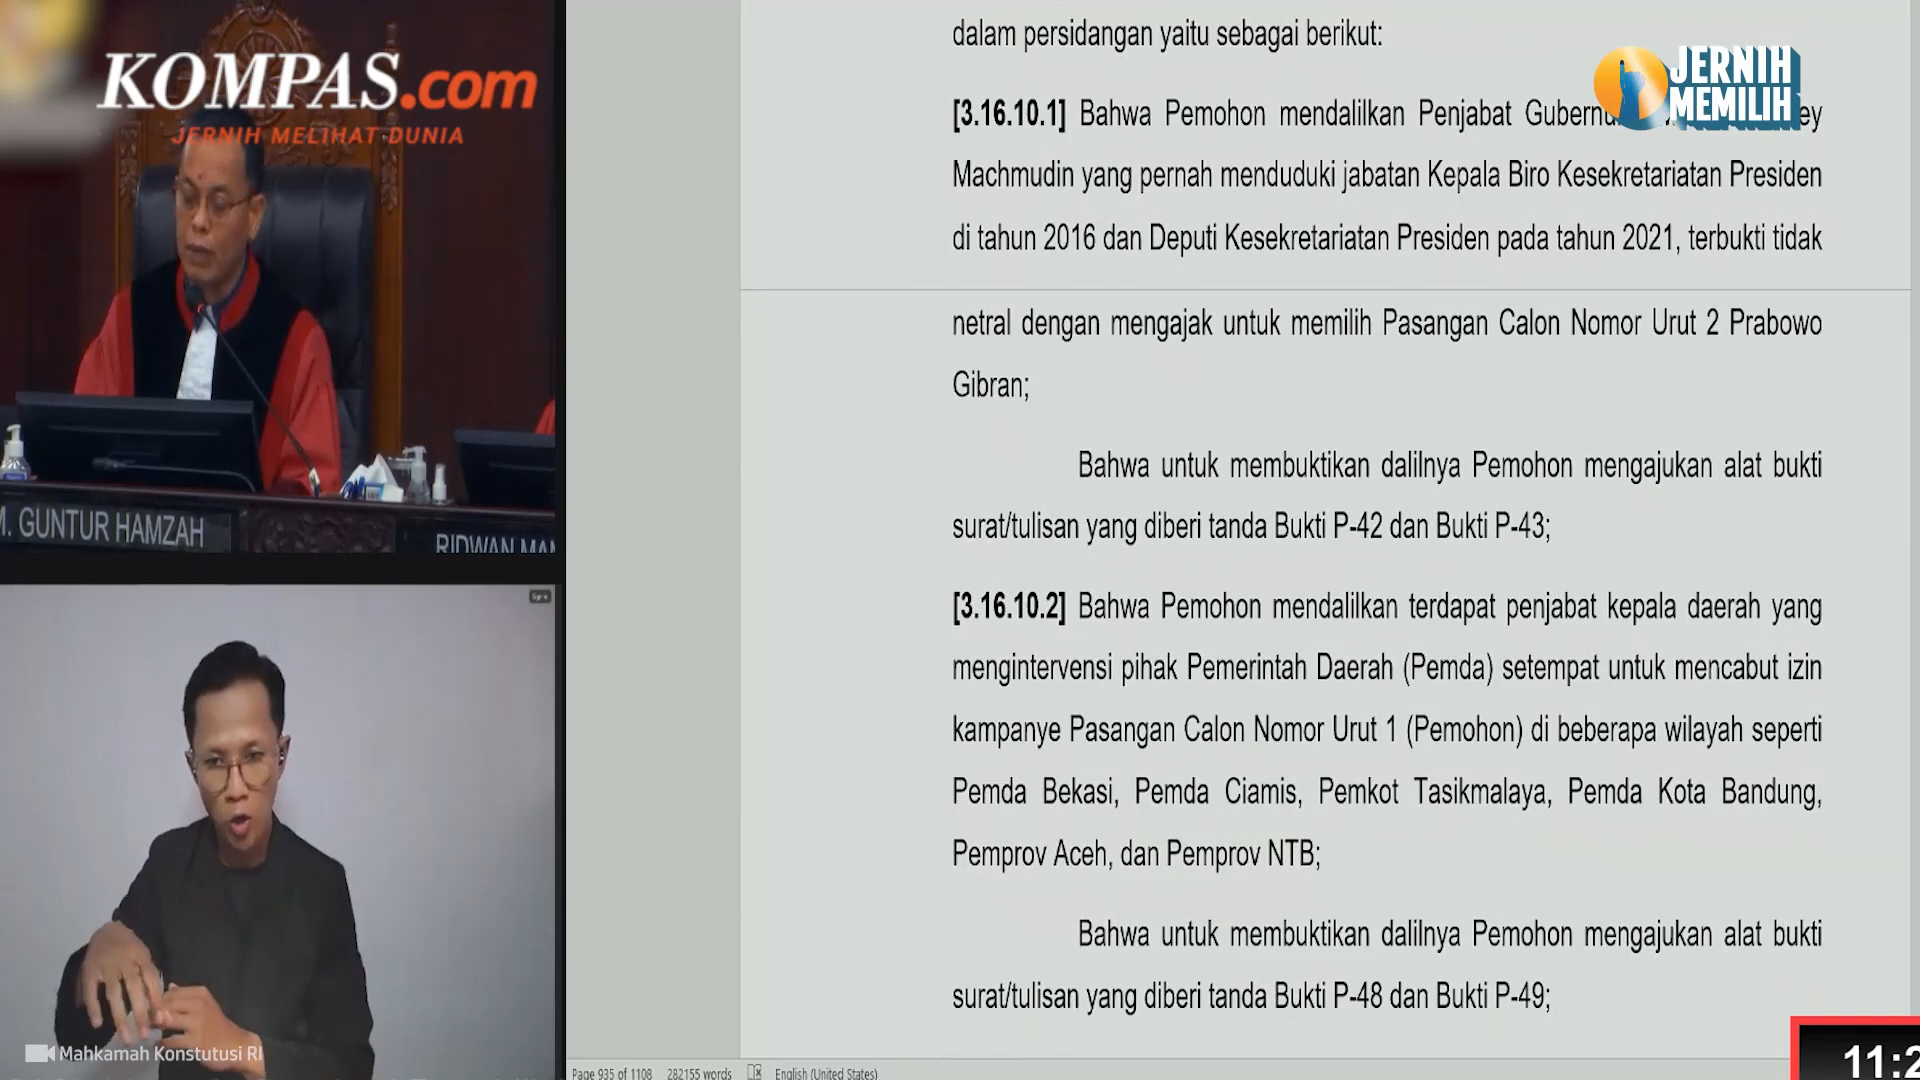 KOMPAS.com
JERNIH MELIHAT DUNIA
M. GUNTUR HAMZAH
RIDWAN
Sign in
Mahkamah Konstutusi RI
JERNIH
MEMILIH
dalam persidangan yaitu sebagai berikut:
[3.16.10.1] Bahwa Pemohon mendalilkan Penjabat
Machmudin yang pernah menduduki jabatan Kepala Biro Kesekretariatan Presiden
di tahun 2016 dan Deputi Kesekretariatan Presiden pada tahun 2021, terbukti tidak
netral dengan mengajak untuk memilih Pasangan Calon Nomor Urut 2 Prabowo
Gibran;
Bahwa untuk membuktikan dalilnya Pemohon mengajukan alat bukti
surat/tulisan yang diberi tanda Bukti P-42 dan Bukti P-43;
[3.16.10.2] Bahwa Pemohon mendalilkan terdapat penjabat kepala daerah yang
mengintervensi pihak Pemerintah Daerah (Pemda) setempat untuk mencabut izin
kampanye Pasangan Calon Nomor Urut 1 (Pemohon) di beberapa wilayah seperti
Pemda Bekasi, Pemda Ciamis, Pemkot Tasikmalaya, Pemda Kota Bandung,
Pemprov Aceh, dan Pemprov NTB;
Bahwa untuk membuktikan dalilnya Pemohon mengajukan alat bukti
surat/tulisan yang diberi tanda Bukti P-48 dan Bukti P-49;
Page 935 of 1108 282155 words English (United States)
11:2